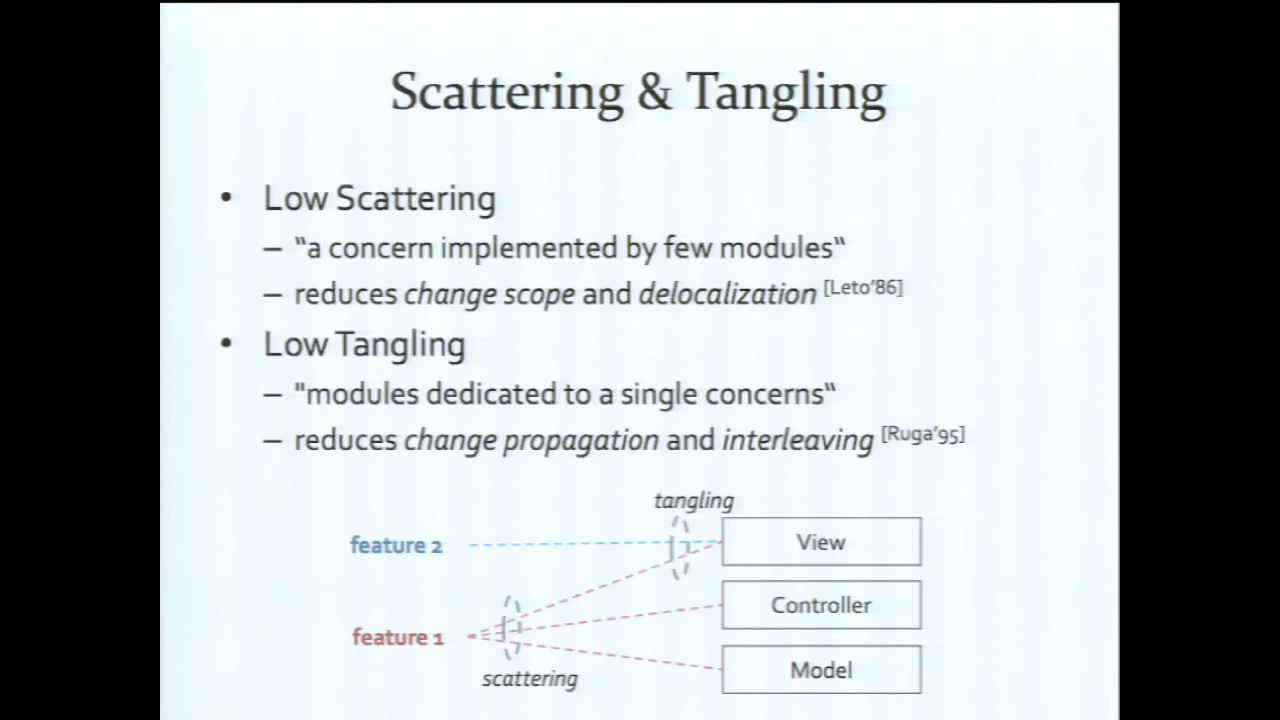 Scattering & Tangling
• Low Scattering
– “a concern implemented by few modules“
– reduces change scope and delocalization [Leto’86]
• Low Tangling
– "modules dedicated to a single concerns“
– reduces change propagation and interleaving [Ruga’95]
tangling
feature 2
View
Controller
feature 1
Model
scattering